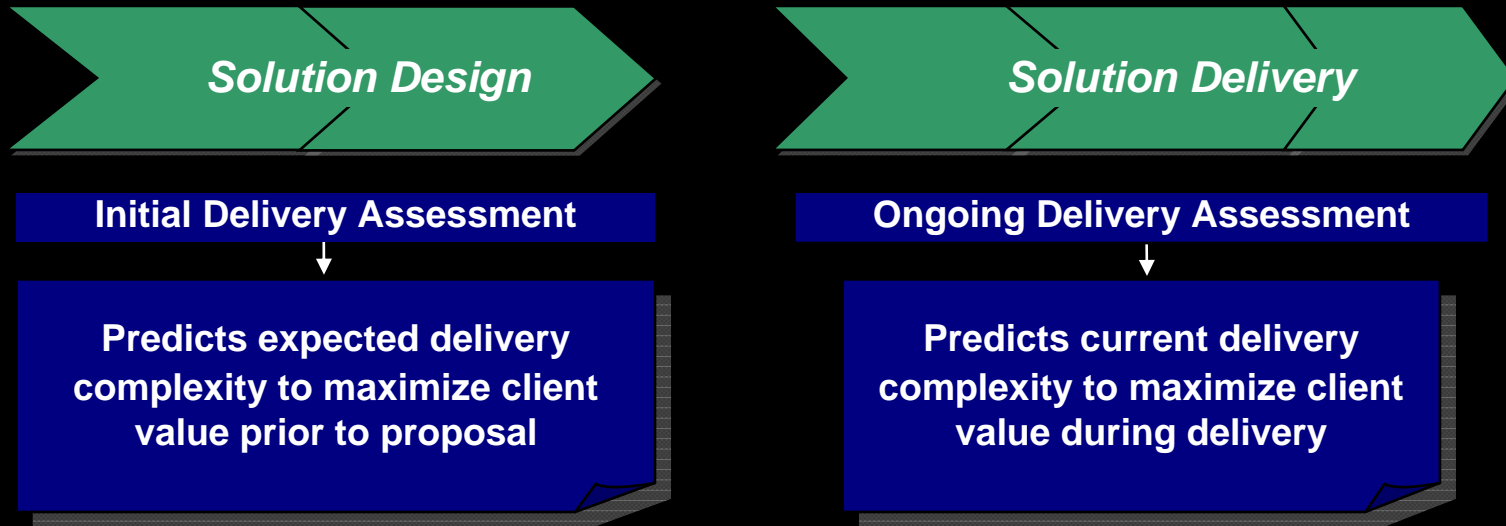 Solution Design
Solution Delivery
Initial Delivery Assessment
Ongoing Delivery Assessment
Predicts expected delivery
complexity to maximize client
value prior to proposal
Predicts current delivery
complexity to maximize client
value during delivery